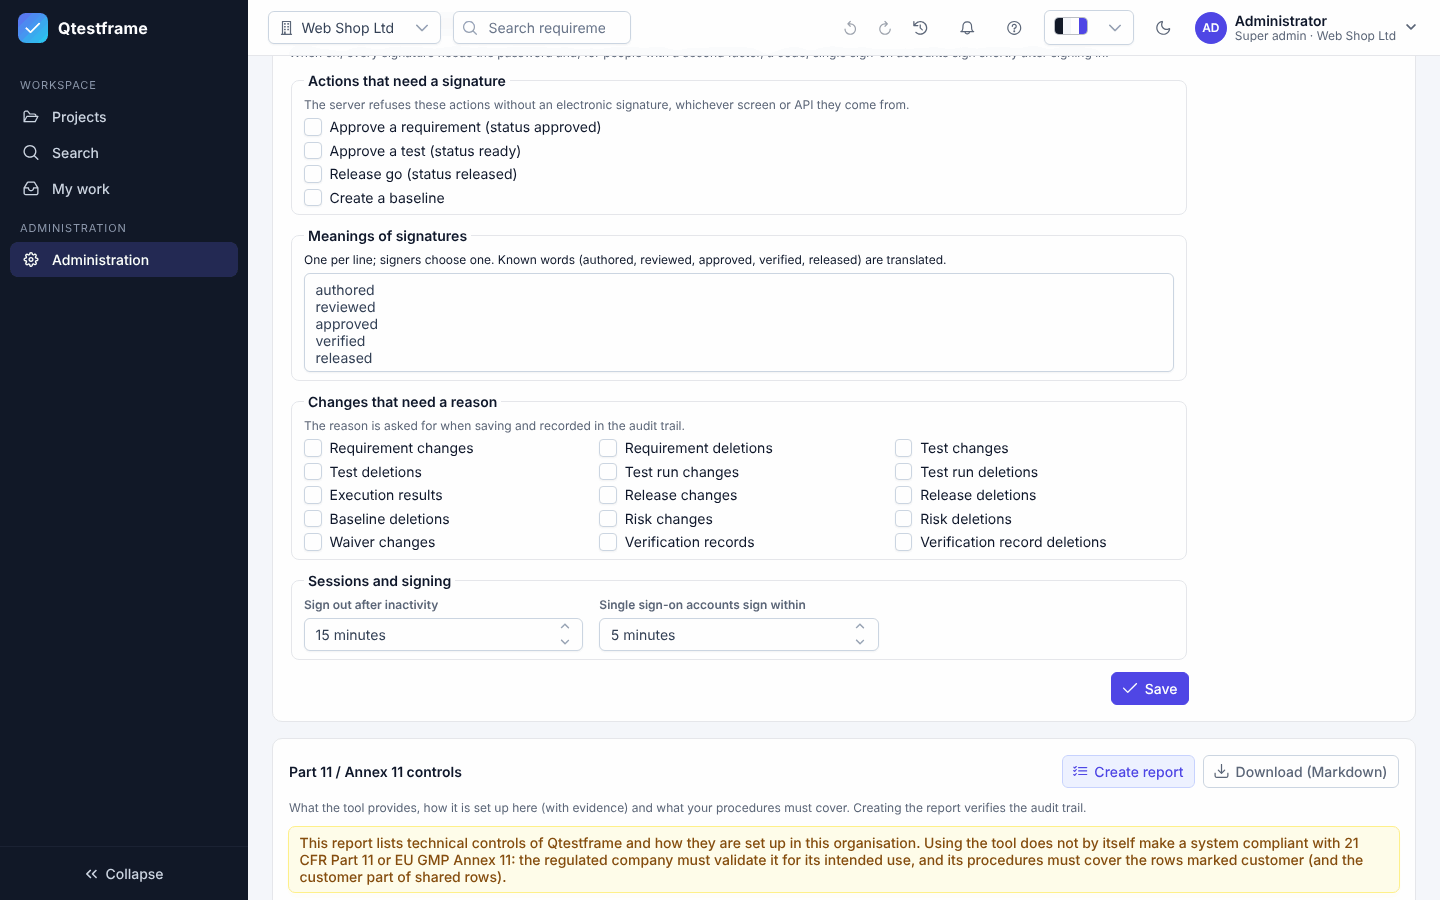 Qtestframe
Web Shop Ltd
Search requireme
AD
Administrator
Super admin · Web Shop Ltd
WORKSPACE
Projects
Search
My work
ADMINISTRATION
Administration
Collapse
Actions that need a signature
The server refuses these actions without an electronic signature, whichever screen or API they come from.
Approve a requirement (status approved)
Approve a test (status ready)
Release go (status released)
Create a baseline
Meanings of signatures
One per line; signers choose one. Known words (authored, reviewed, approved, verified, released) are translated.
authored
reviewed
approved
verified
released
Changes that need a reason
The reason is asked for when saving and recorded in the audit trail.
Requirement changes Requirement deletions Test changes
Test deletions Test run changes Test run deletions
Execution results Release changes Release deletions
Baseline deletions Risk changes Risk deletions
Waiver changes Verification records Verification record deletions
Sessions and signing
Sign out after inactivity Single sign-on accounts sign within
15 minutes 5 minutes
Save
Part 11 / Annex 11 controls
Create report Download (Markdown)
What the tool provides, how it is set up here (with evidence) and what your procedures must cover. Creating the report verifies the audit trail.
This report lists technical controls of Qtestframe and how they are set up in this organisation. Using the tool does not by itself make a system compliant with 21
CFR Part 11 or EU GMP Annex 11: the regulated company must validate it for its intended use, and its procedures must cover the rows marked customer (and the
customer part of shared rows).